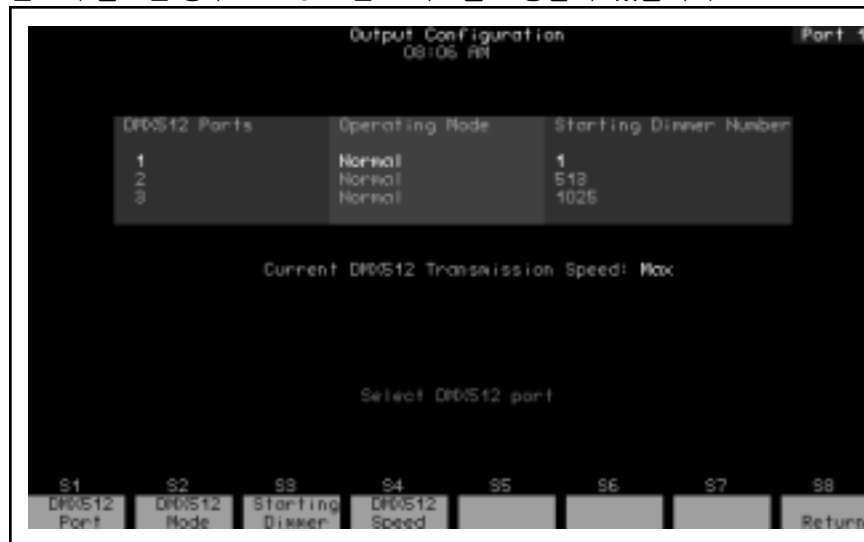 Output Configuration
08:06 AM
Port 1
DMX512 Ports Operating Mode Starting Dimmer Number
1 Normal 1
2 Normal 513
3 Normal 1025
Current DMX512 Transmission Speed: Max
Select DMX512 port
S1 S2 S3 S4 S5 S6 S7 S8
DMX512 Port
DMX512 Mode
Starting Dimmer
DMX512 Speed
Return